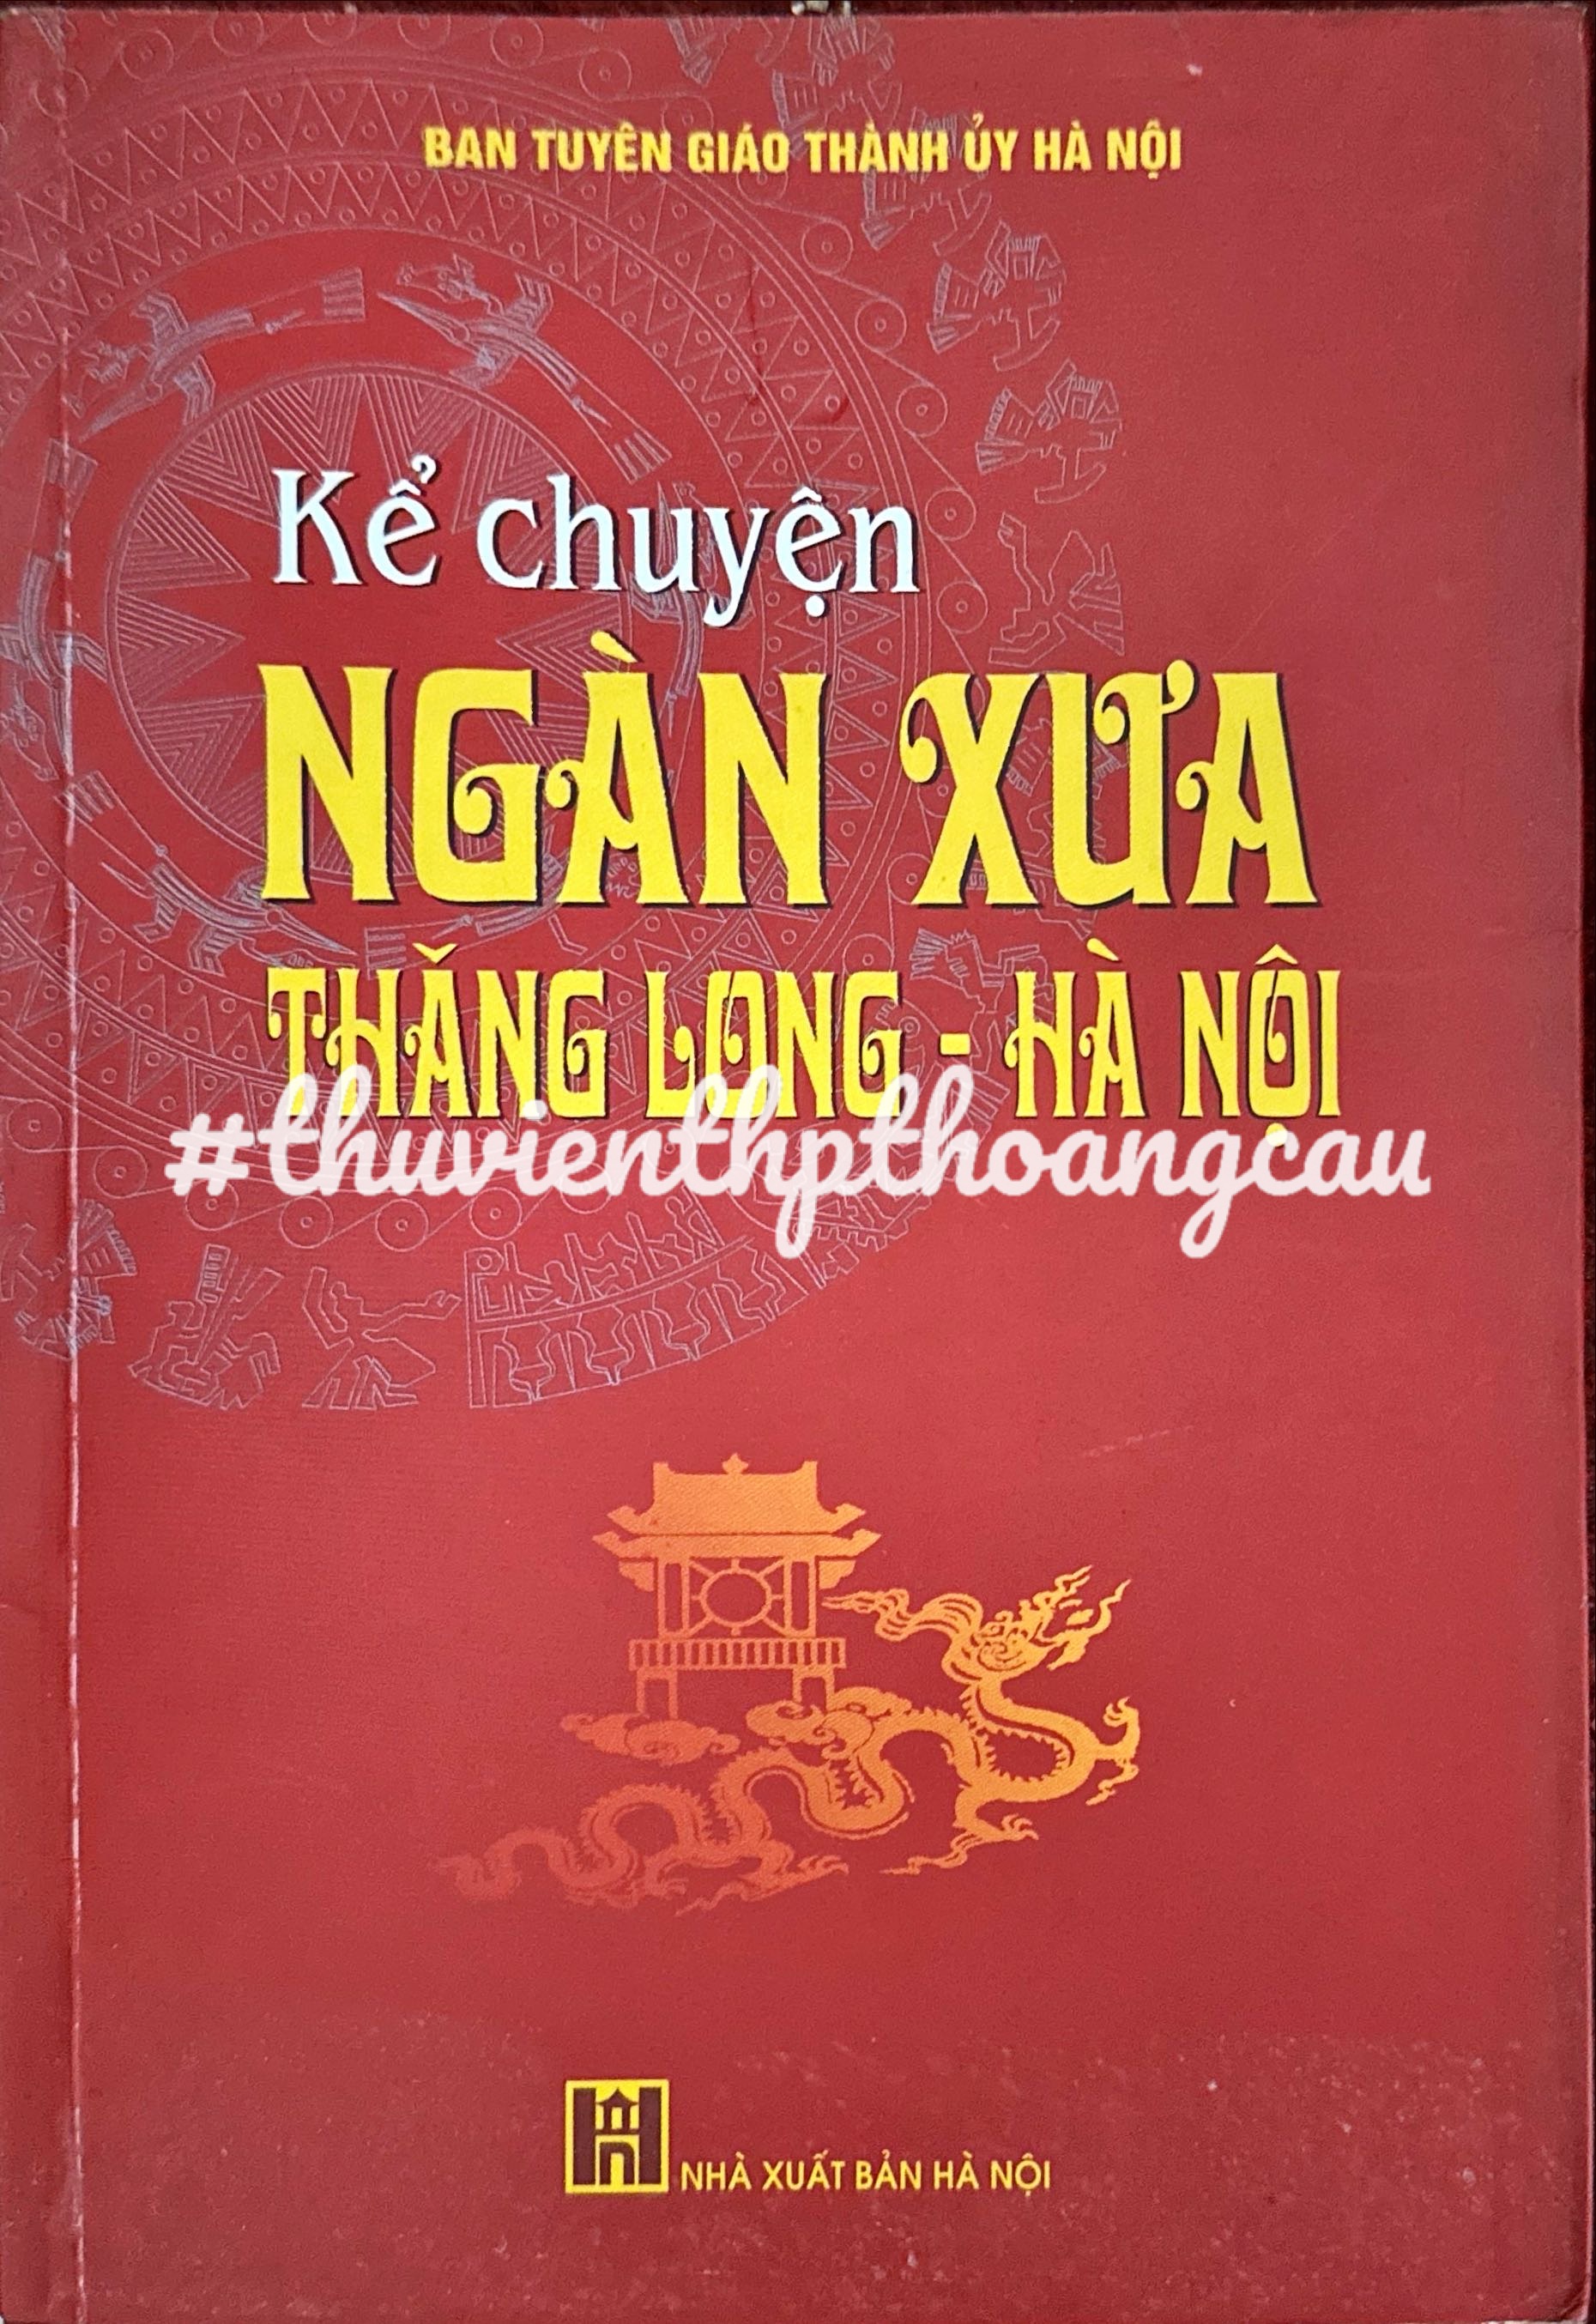 BAN TUYÊN GIÁO THÀNH ỦY HÀ NỘI
Kể chuyện
NGÀN XƯA
THĂNG LONG - HÀ NỘI
#thuvienthpthoangcau
NHÀ XUẤT BẢN HÀ NỘI